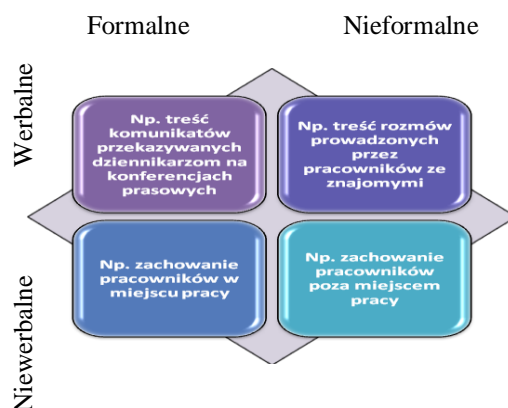 Formalne Nieformalne
Werbalne
Np. treść
komunikatów
przekazywanych
dziennikarzom na
konferencjach
prasowych
Np. treść rozmów
prowadzonych
przez
pracowników ze
znajomymi
Niewerbalne
Np. zachowanie
pracowników w
miejscu pracy
Np. zachowanie
pracowników
poza miejscem
pracy